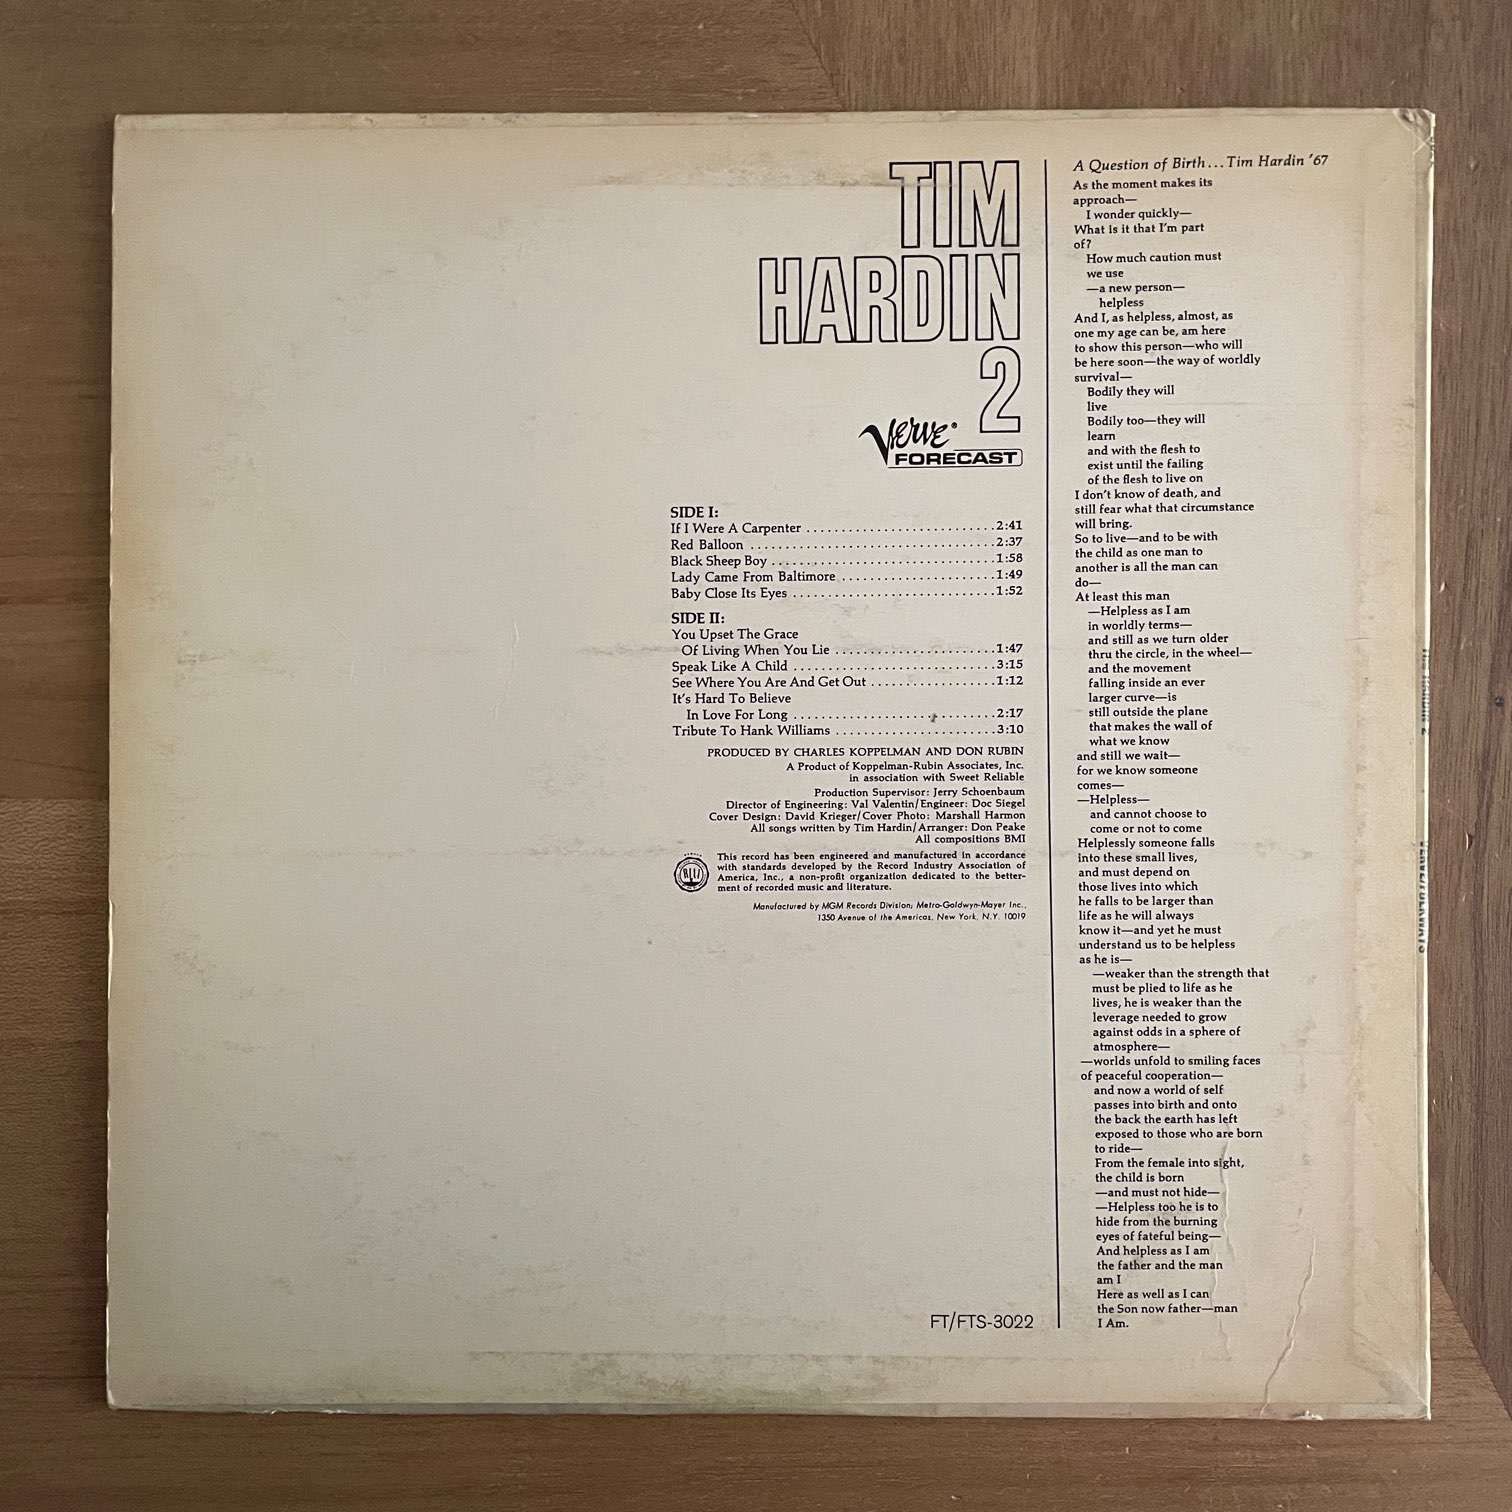 TIM
HARDIN
2
Verve®
FORECAST
SIDE I:
If I Were A Carpenter ........................... 2:41
Red Balloon ................................... 2:37
Black Sheep Boy ................................ 1:58
Lady Came From Baltimore ...................... 1:49
Baby Close Its Eyes ............................. 1:52
SIDE II:
You Upset The Grace
Of Living When You Lie ....................... 1:47
Speak Like A Child ............................. 3:15
See Where You Are And Get Out .................. 1:12
It's Hard To Believe
In Love For Long ............................. 2:17
Tribute To Hank Williams ....................... 3:10
PRODUCED BY CHARLES KOPPELMAN AND DON RUBIN
A Product of Koppelman-Rubin Associates, Inc.
in association with Sweet Reliable
Production Supervisor: Jerry Schoenbaum
Director of Engineering: Val Valentin/Engineer: Doc Siegel
Cover Design: David Krieger/Cover Photo: Marshall Harmon
All songs written by Tim Hardin/Arranger: Don Peake
All compositions BMI
This record has been engineered and manufactured in accordance
with standards developed by the Record Industry Association of
America, Inc., a non-profit organization dedicated to the better-
ment of recorded music and literature.
Manufactured by MGM Records Division, Metro-Goldwyn-Mayer Inc.,
1350 Avenue of the Americas, New York, N.Y. 10019
FT/FTS-3022
A Question of Birth...Tim Hardin '67
As the moment makes its
approach—
I wonder quickly—
What is it that I'm part
of?
How much caution must
we use
—a new person—
helpless
And I, as helpless, almost, as
one my age can be, am here
to show this person—who will
be here soon—the way of worldly
survival—
Bodily they will
live
Bodily too—they will
learn
and with the flesh to
exist until the failing
of the flesh to live on
I don't know of death, and
still fear what that circumstance
will bring.
So to live—and to be with
the child as one man to
another is all the man can
do—
At least this man
—Helpless as I am
in worldly terms—
and still as we turn older
thru the circle, in the wheel—
and the movement
falling inside an ever
larger curve—is
still outside the plane
that makes the wall of
what we know
and still we wait—
for we know someone
comes—
—Helpless—
and cannot choose to
come or not to come
Helplessly someone falls
into these small lives,
and must depend on
those lives into which
he falls to be larger than
life as he will always
know it—and yet he must
understand us to be helpless
as he is—
—weaker than the strength that
must be plied to life as he
lives, he is weaker than the
leverage needed to grow
against odds in a sphere of
atmosphere—
—worlds unfold to smiling faces
of peaceful cooperation—
and now a world of self
passes into birth and onto
the back the earth has left
exposed to those who are born
to ride—
From the female into sight,
the child is born
—and must not hide—
—Helpless too he is to
hide from the burning
eyes of fateful being—
And helpless as I am
the father and the man
am I
Here as well as I can
the Son now father—man
I Am.